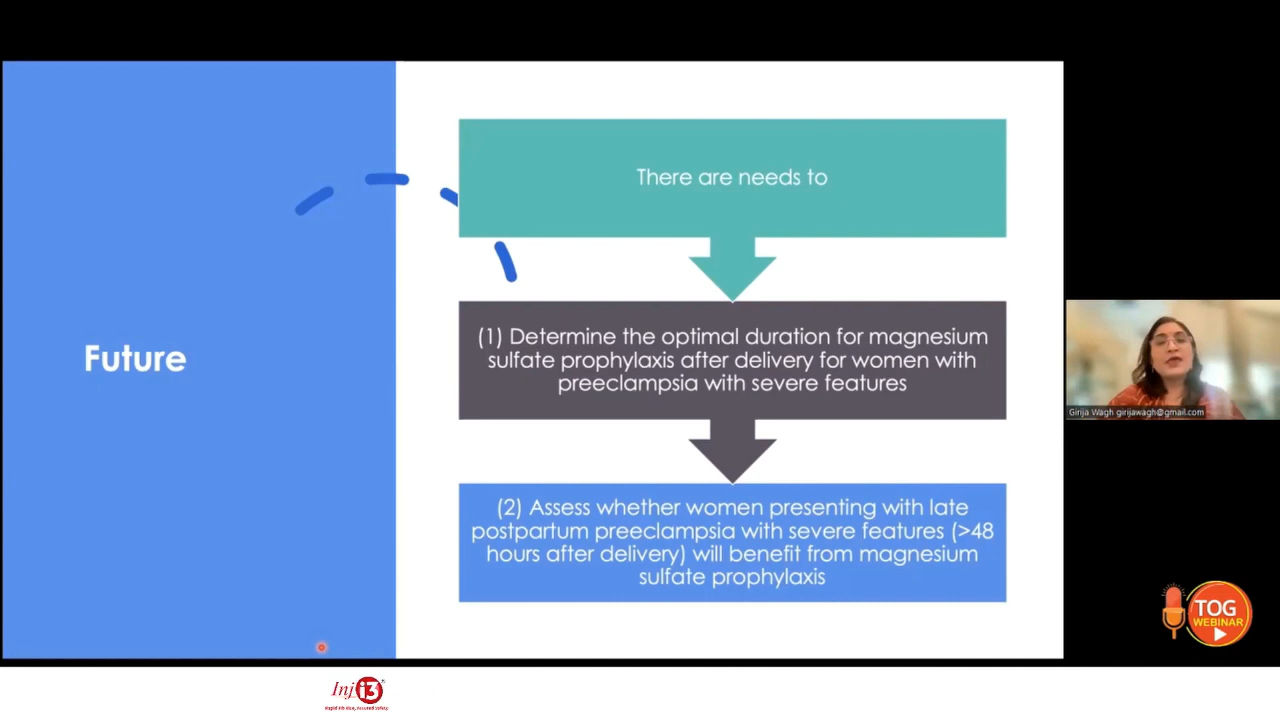 Future
There are needs to
(1) Determine the optimal duration for magnesium
sulfate prophylaxis after delivery for women with
preeclampsia with severe features
(2) Assess whether women presenting with late
postpartum preeclampsia with severe features (>48
hours after delivery) will benefit from magnesium
sulfate prophylaxis
Girija Wagh girijawagh@gmail.com
TOG
WEBINAR
Inj i3